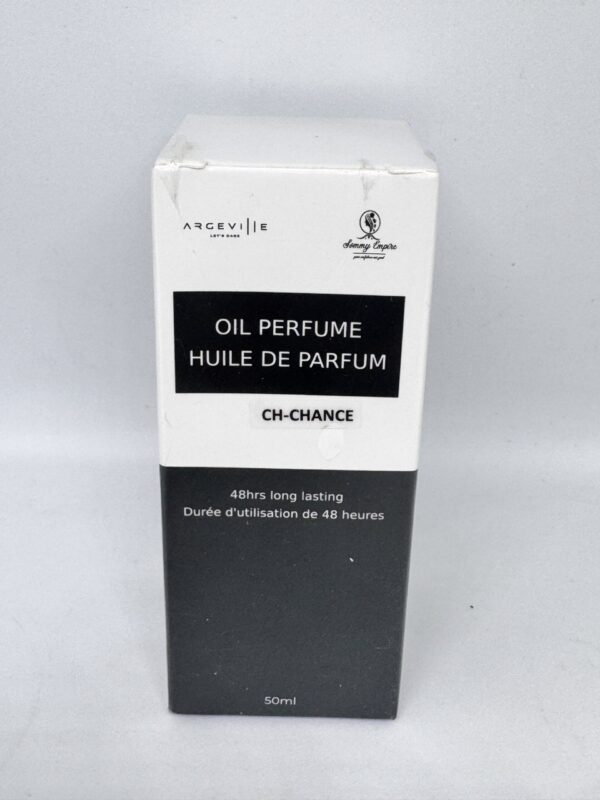 ARGEVILLE
LET'S DARE
Sommy Empire
OIL PERFUME
HUILE DE PARFUM
CH-CHANCE
48hrs long lasting
Durée d'utilisation de 48 heures
50ml